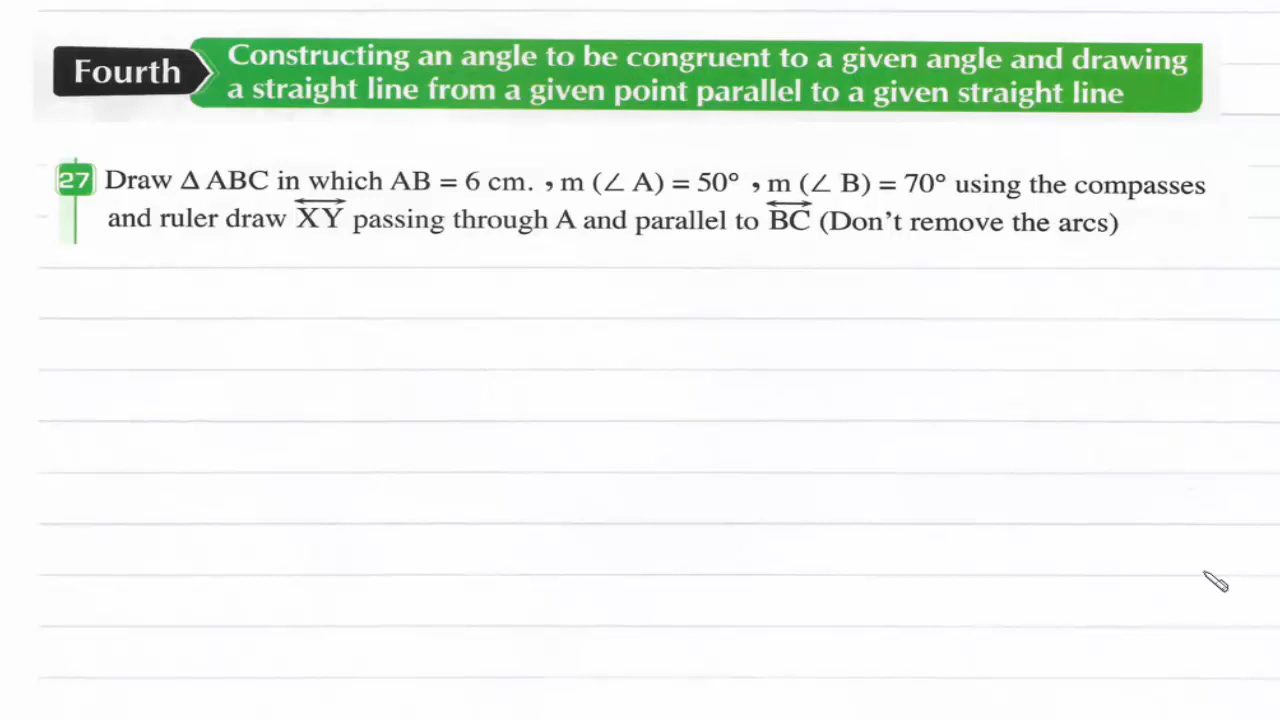 Fourth
Constructing an angle to be congruent to a given angle and drawing
a straight line from a given point parallel to a given straight line
27 Draw Δ ABC in which AB = 6 cm. , m (∠ A) = 50° , m (∠ B) = 70° using the compasses
and ruler draw XY passing through A and parallel to BC (Don't remove the arcs)